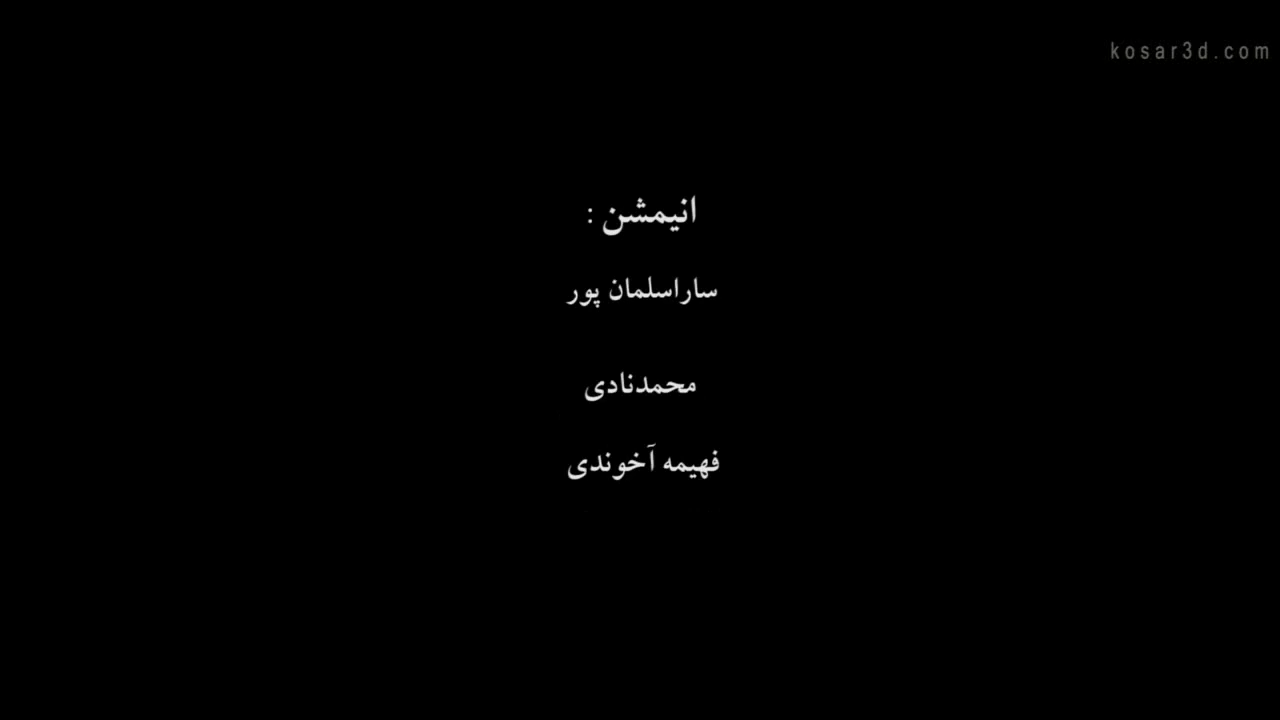 kosar3d.com
انیمشن :
ساراسلمان پور
محمدنادی
فهیمه آخوندی